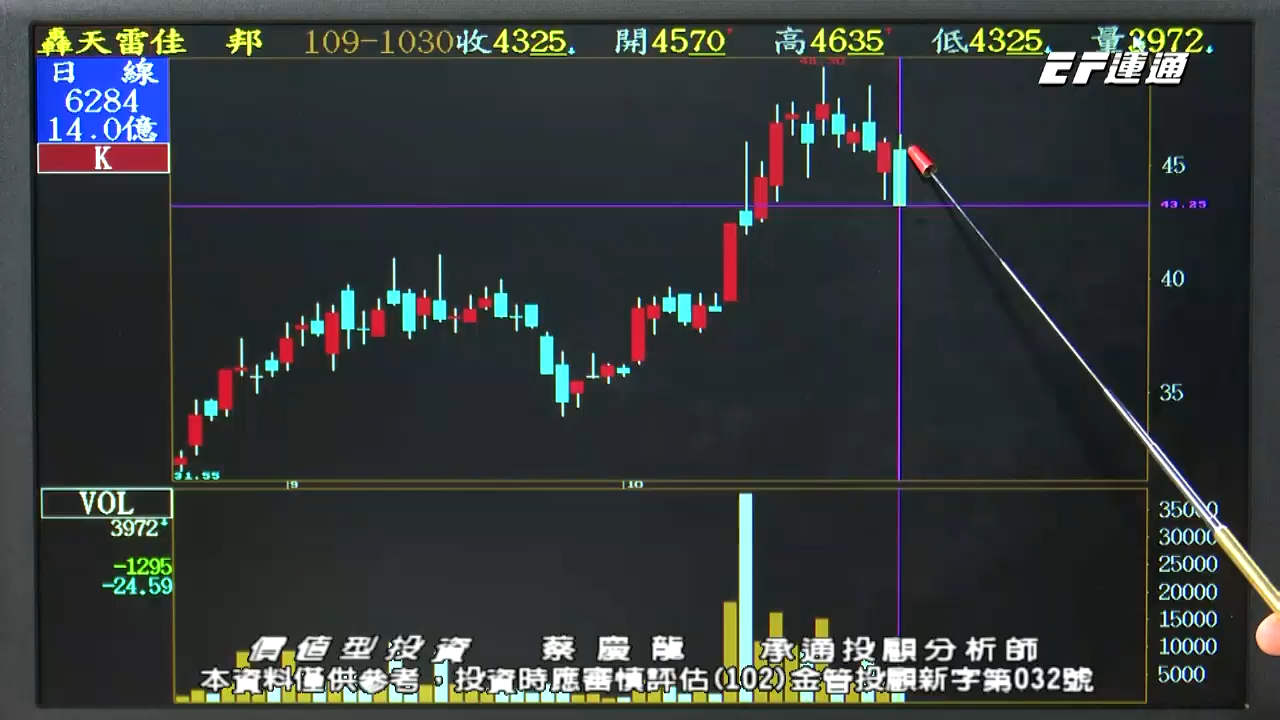 轟天雷佳 邦 109-1030收4325 開4570 高4635 低4325 量3972
EF連通
日 線
6284
14.0億
K
48.30
45
43.25
40
35
31.55
9 10
VOL
3972
-1295
-24.59
35000
30000
25000
20000
15000
10000
5000
價值型投資 蔡慶龍 承通投顧分析師
本資料僅供參考，投資時應審慎評估(102)金管投顧新字第032號